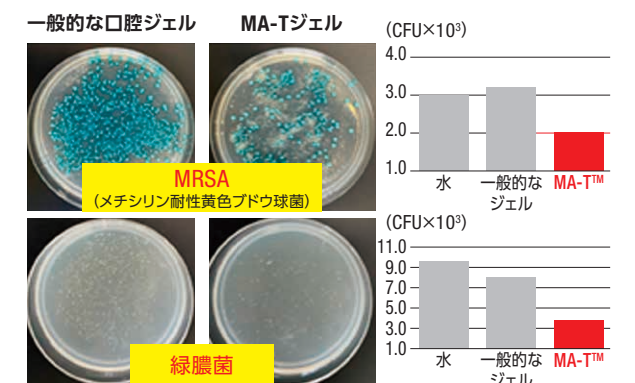 一般的な口腔ジェル
MA-Tジェル
MRSA
（メチシリン耐性黄色ブドウ球菌）
(CFU×10³)
4.0
3.0
2.0
1.0
水
一般的な
ジェル
MA-T™
緑膿菌
(CFU×10³)
11.0
9.0
7.0
5.0
3.0
1.0
水
一般的な
ジェル
MA-T™